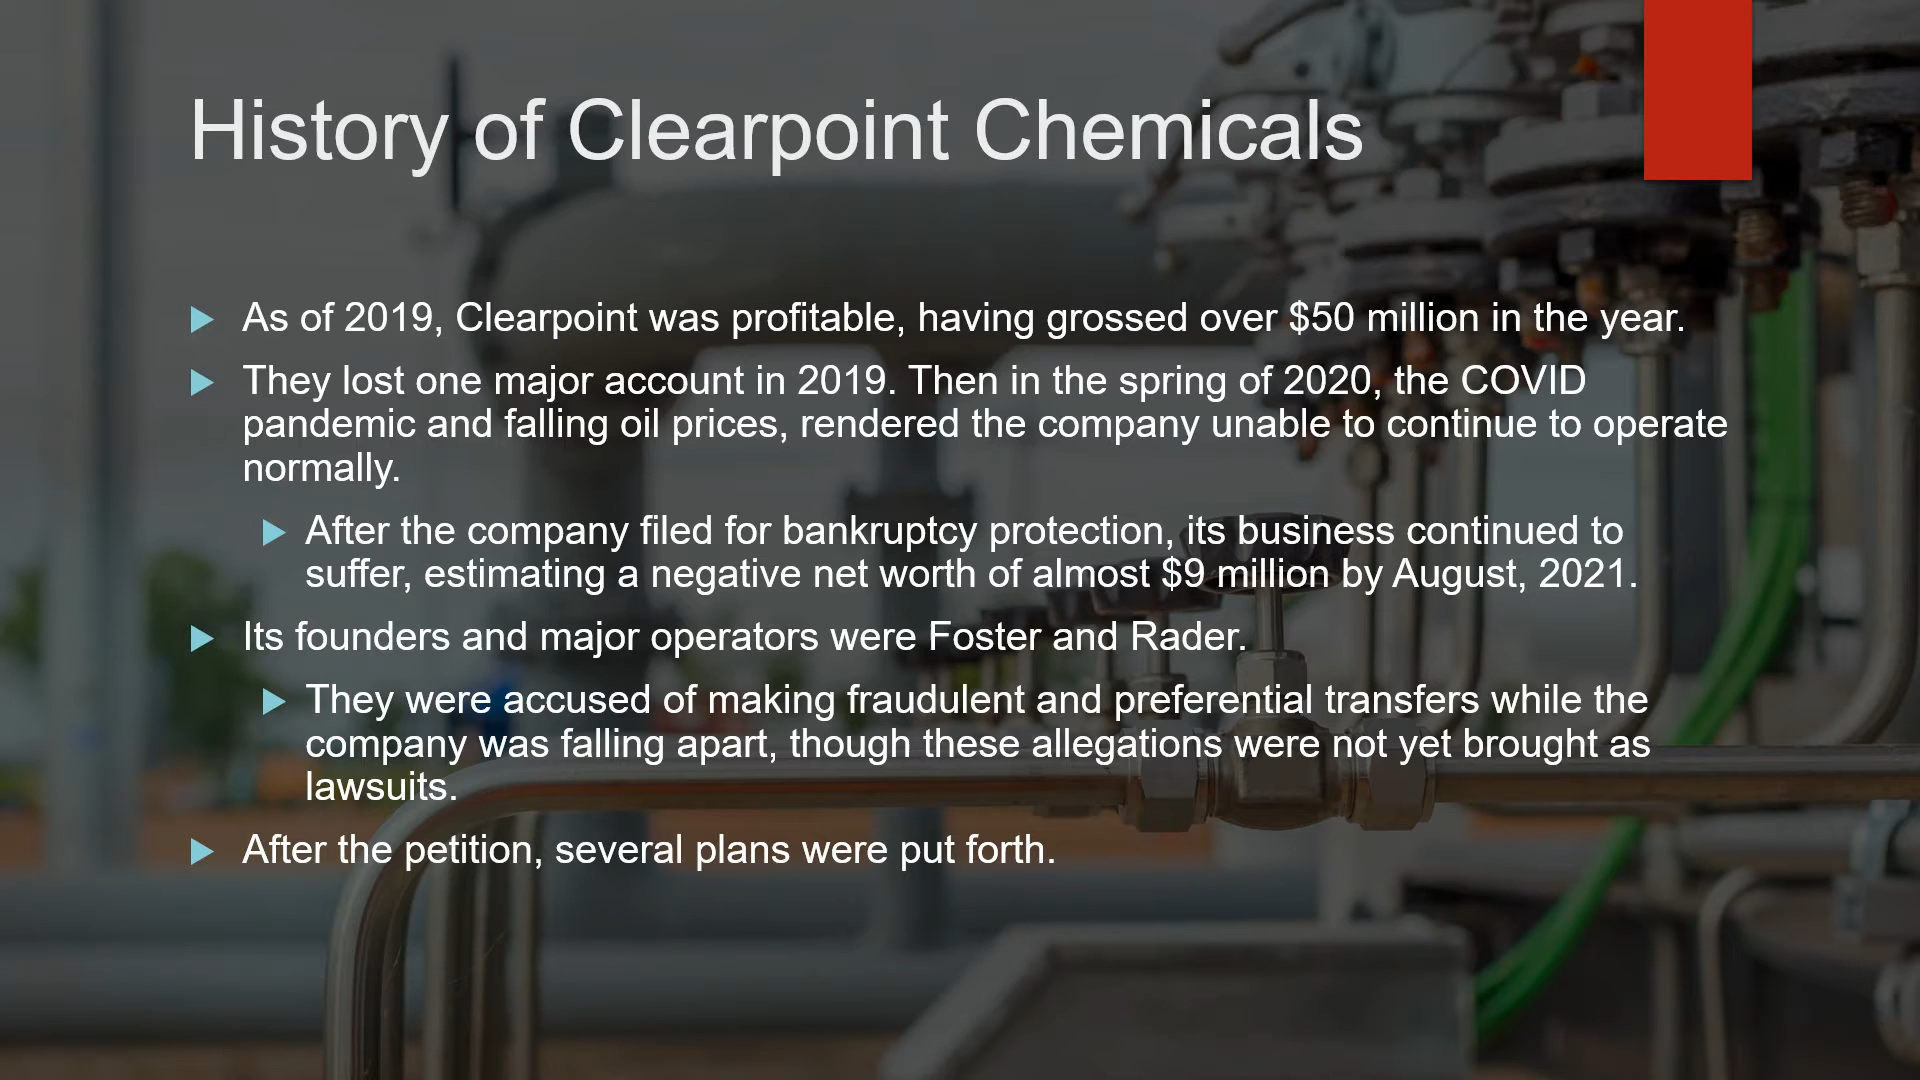 History of Clearpoint Chemicals
As of 2019, Clearpoint was profitable, having grossed over $50 million in the year.
They lost one major account in 2019. Then in the spring of 2020, the COVID
pandemic and falling oil prices, rendered the company unable to continue to operate
normally.
After the company filed for bankruptcy protection, its business continued to
suffer, estimating a negative net worth of almost $9 million by August, 2021.
Its founders and major operators were Foster and Rader.
They were accused of making fraudulent and preferential transfers while the
company was falling apart, though these allegations were not yet brought as
lawsuits.
After the petition, several plans were put forth.